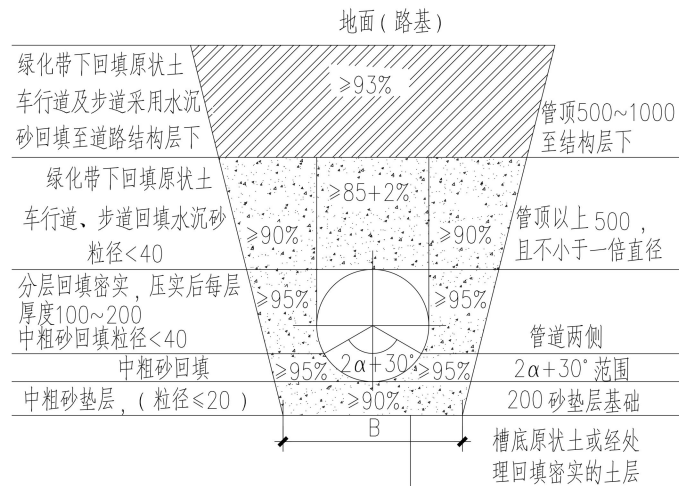 地面(路基)
绿化带下回填原状土
车行道及步道采用水沉
砂回填至道路结构层下
≥93%
管顶500~1000
至结构层下
绿化带下回填原状土
车行道、步道回填水沉砂
粒径<40
≥85+2%
≥90%
≥90%
管顶以上500，
且不小于一倍直径
分层回填密实，压实后每层
厚度100~200
中粗砂回填粒径<40
≥95%
≥95%
管道两侧
中粗砂回填
≥95%
2α+30°
≥95%
2α+30°范围
中粗砂垫层，(粒径≤20)
≥90%
200砂垫层基础
B
槽底原状土或经处
理回填密实的土层